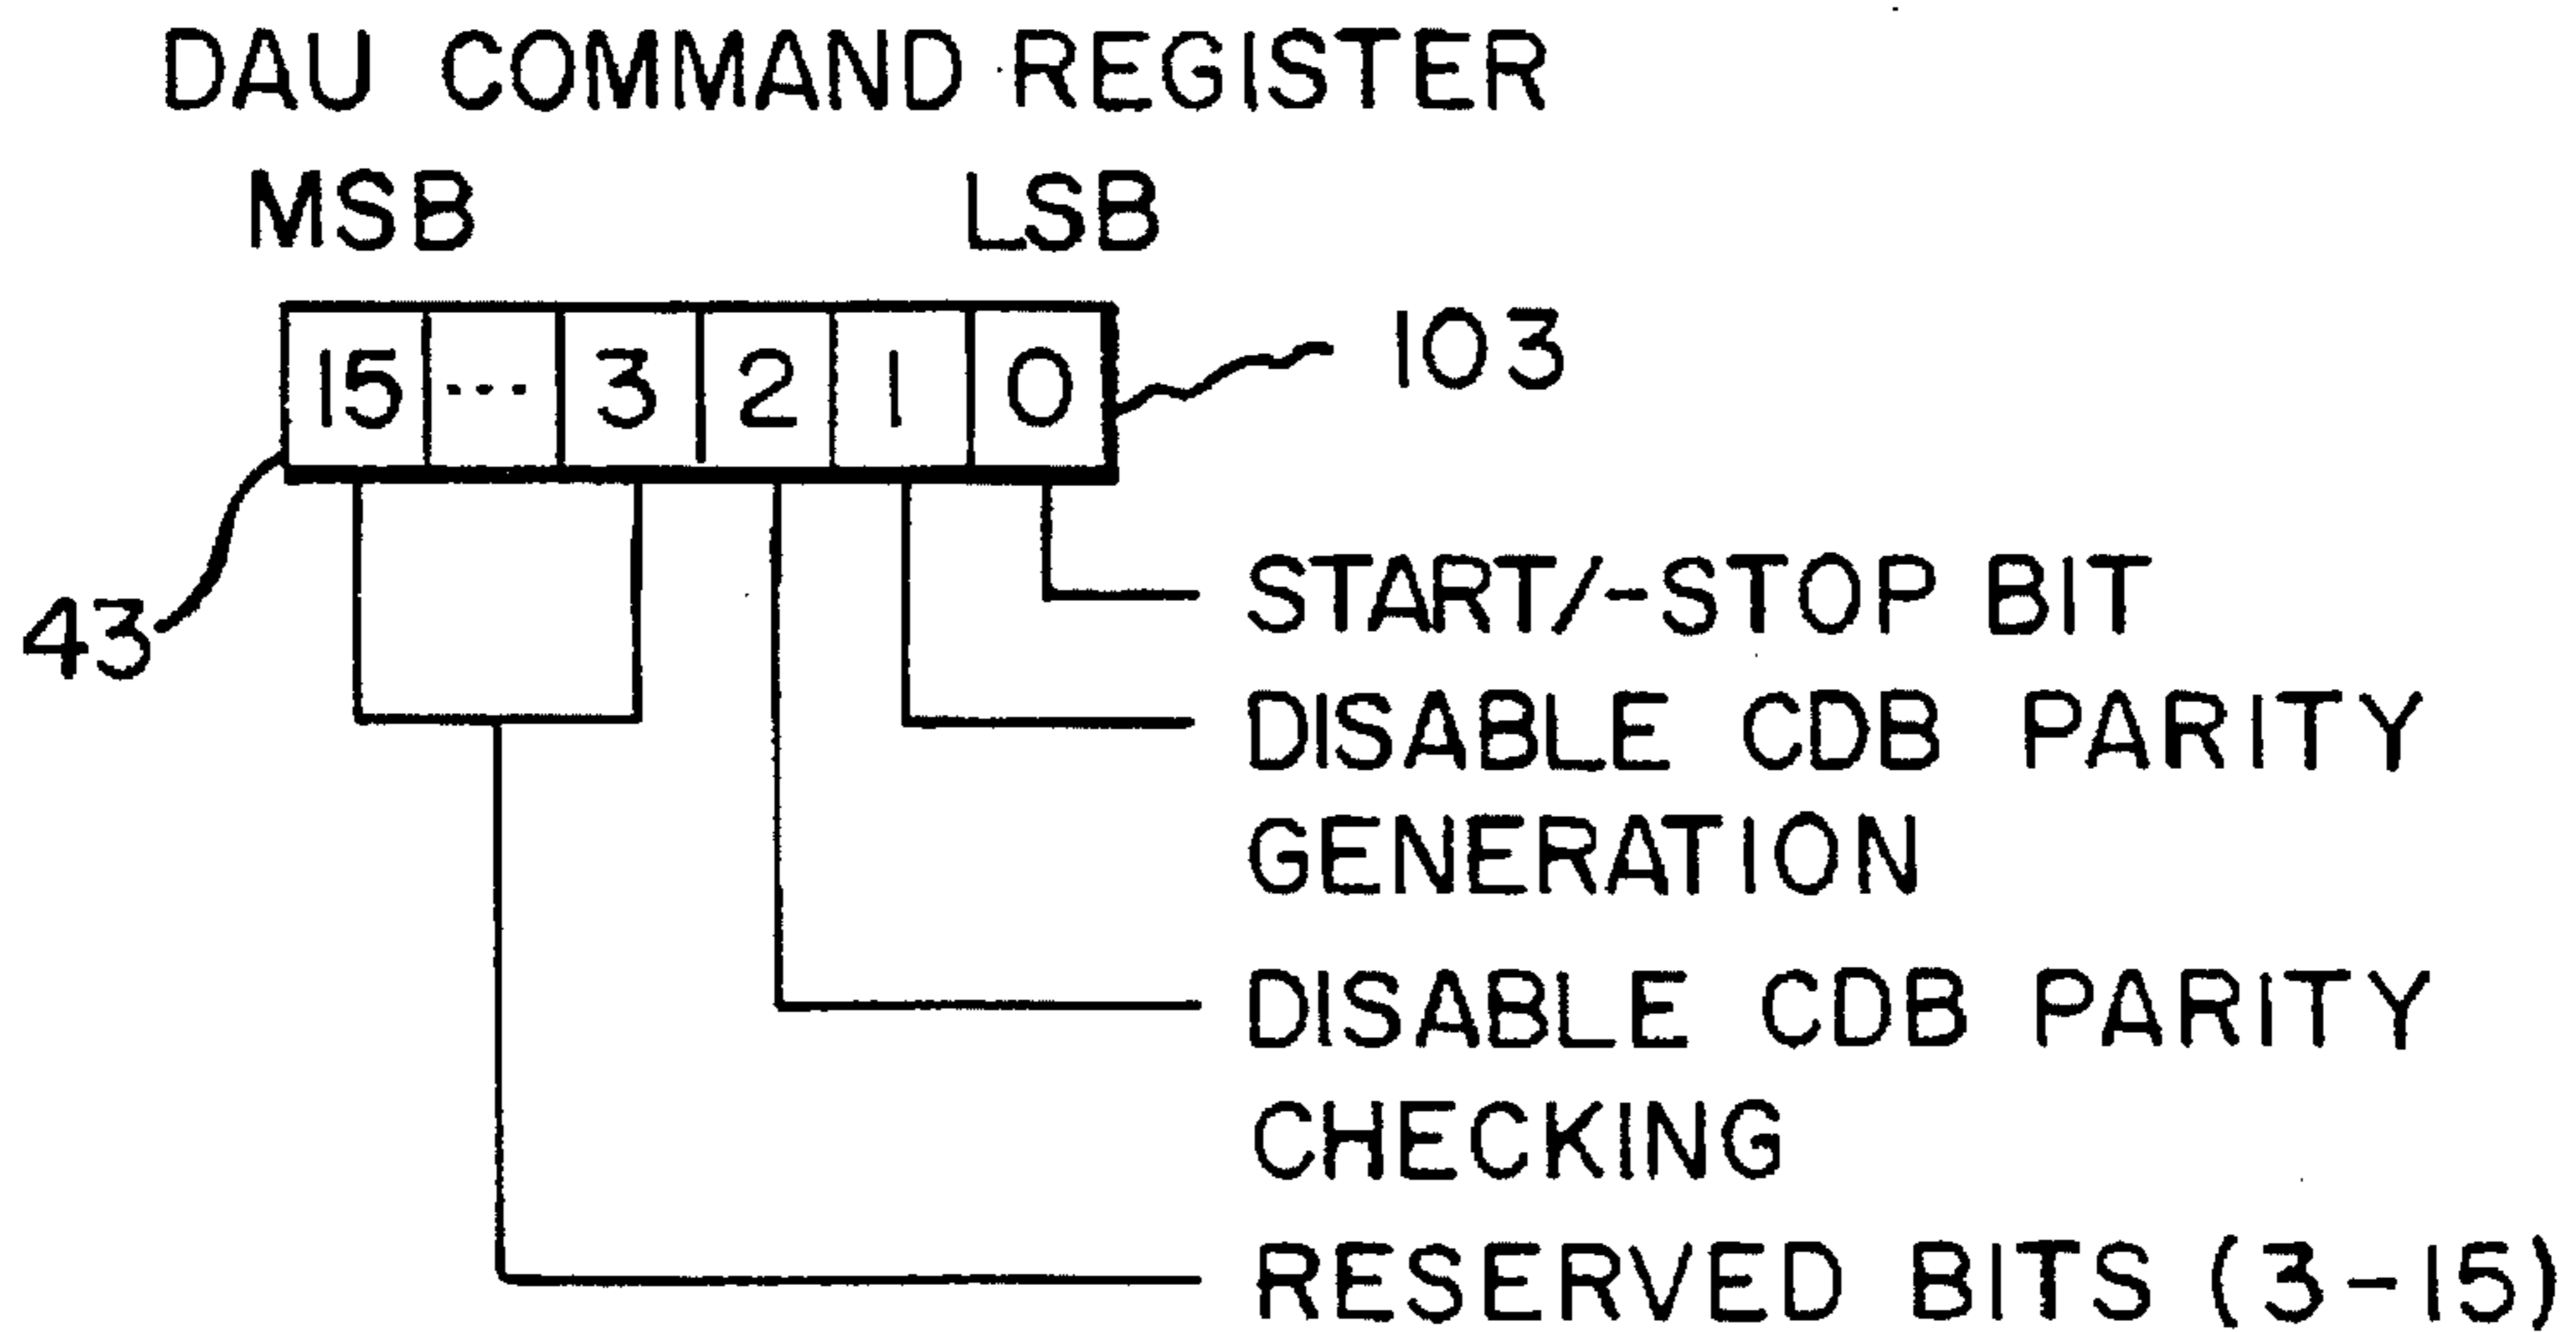 DAU COMMAND REGISTER
MSB LSB
15 ... 3 2 1 0 103
43
START/-STOP BIT
DISABLE CDB PARITY
GENERATION
DISABLE CDB PARITY
CHECKING
RESERVED BITS (3-15)